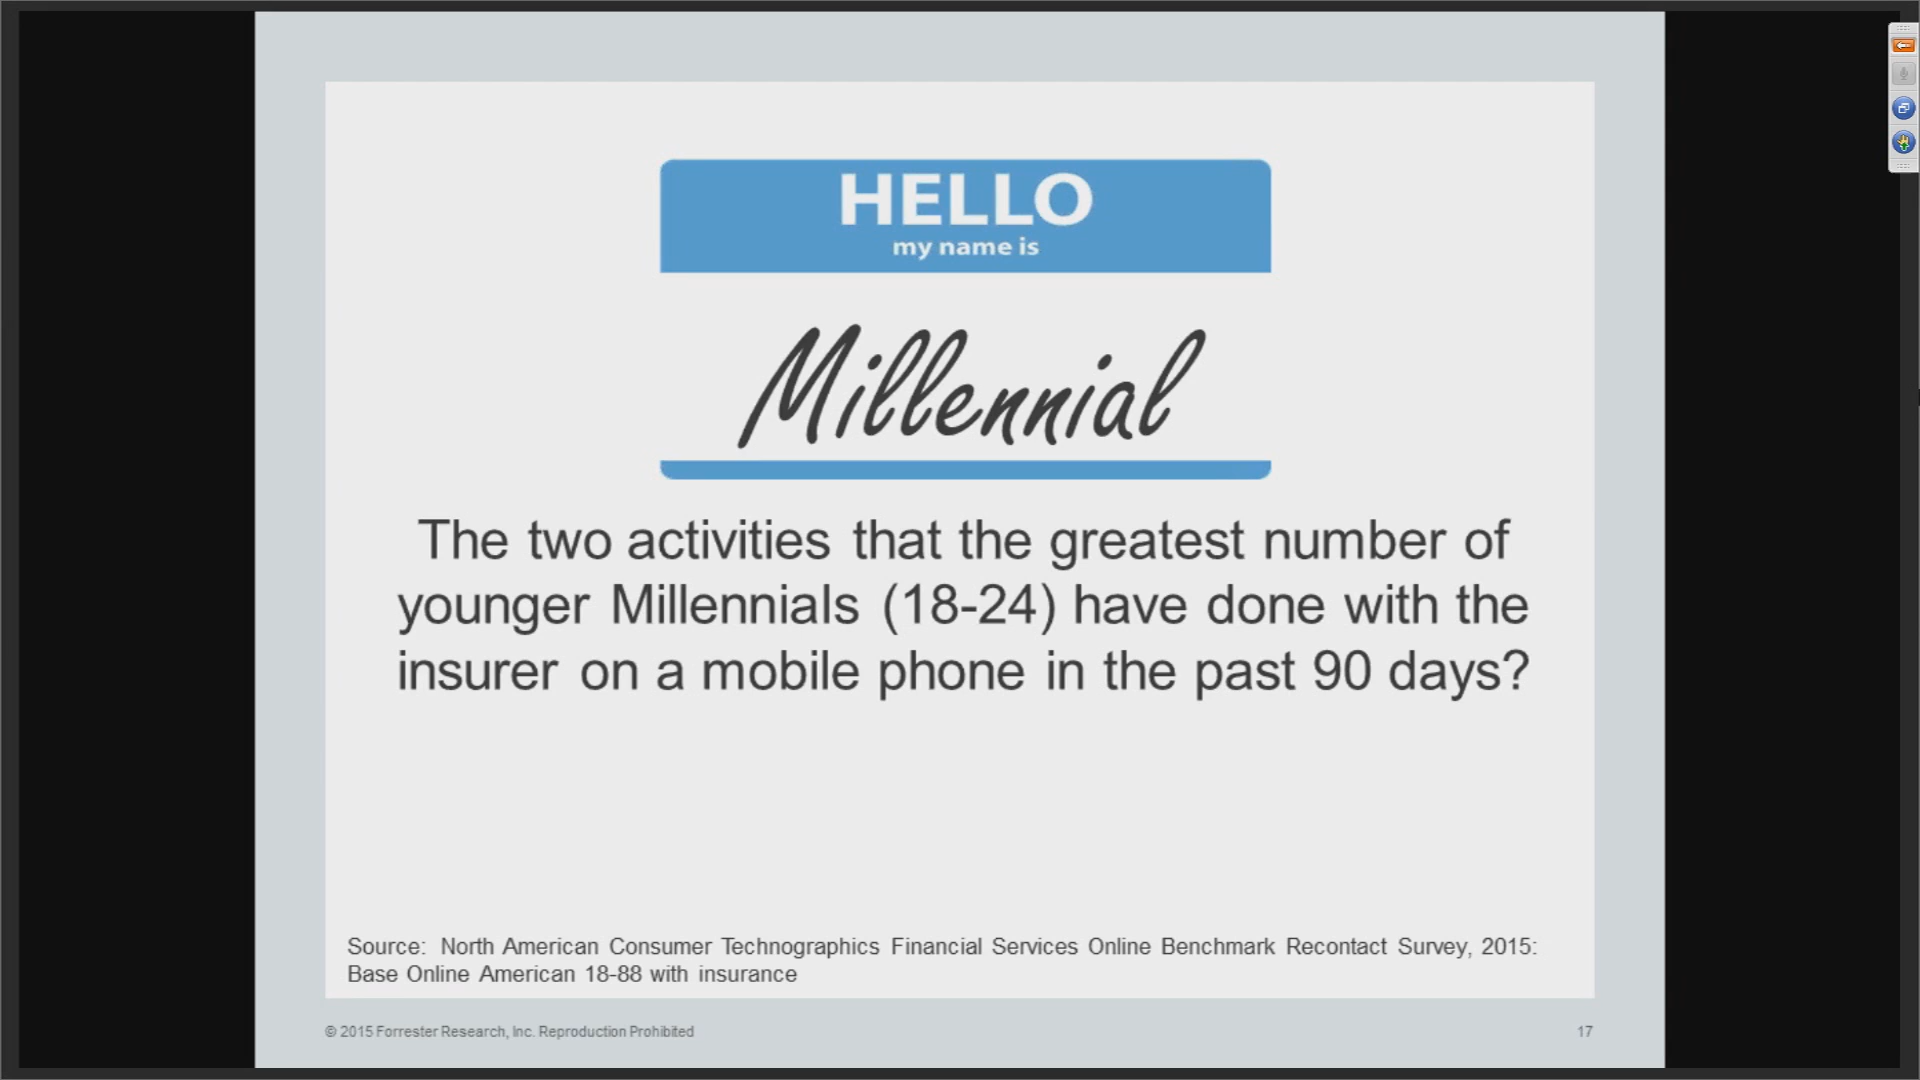 HELLO
my name is
Millennial
The two activities that the greatest number of
younger Millennials (18-24) have done with the
insurer on a mobile phone in the past 90 days?
Source: North American Consumer Technographics Financial Services Online Benchmark Recontact Survey, 2015:
Base Online American 18-88 with insurance
© 2015 Forrester Research, Inc. Reproduction Prohibited
17